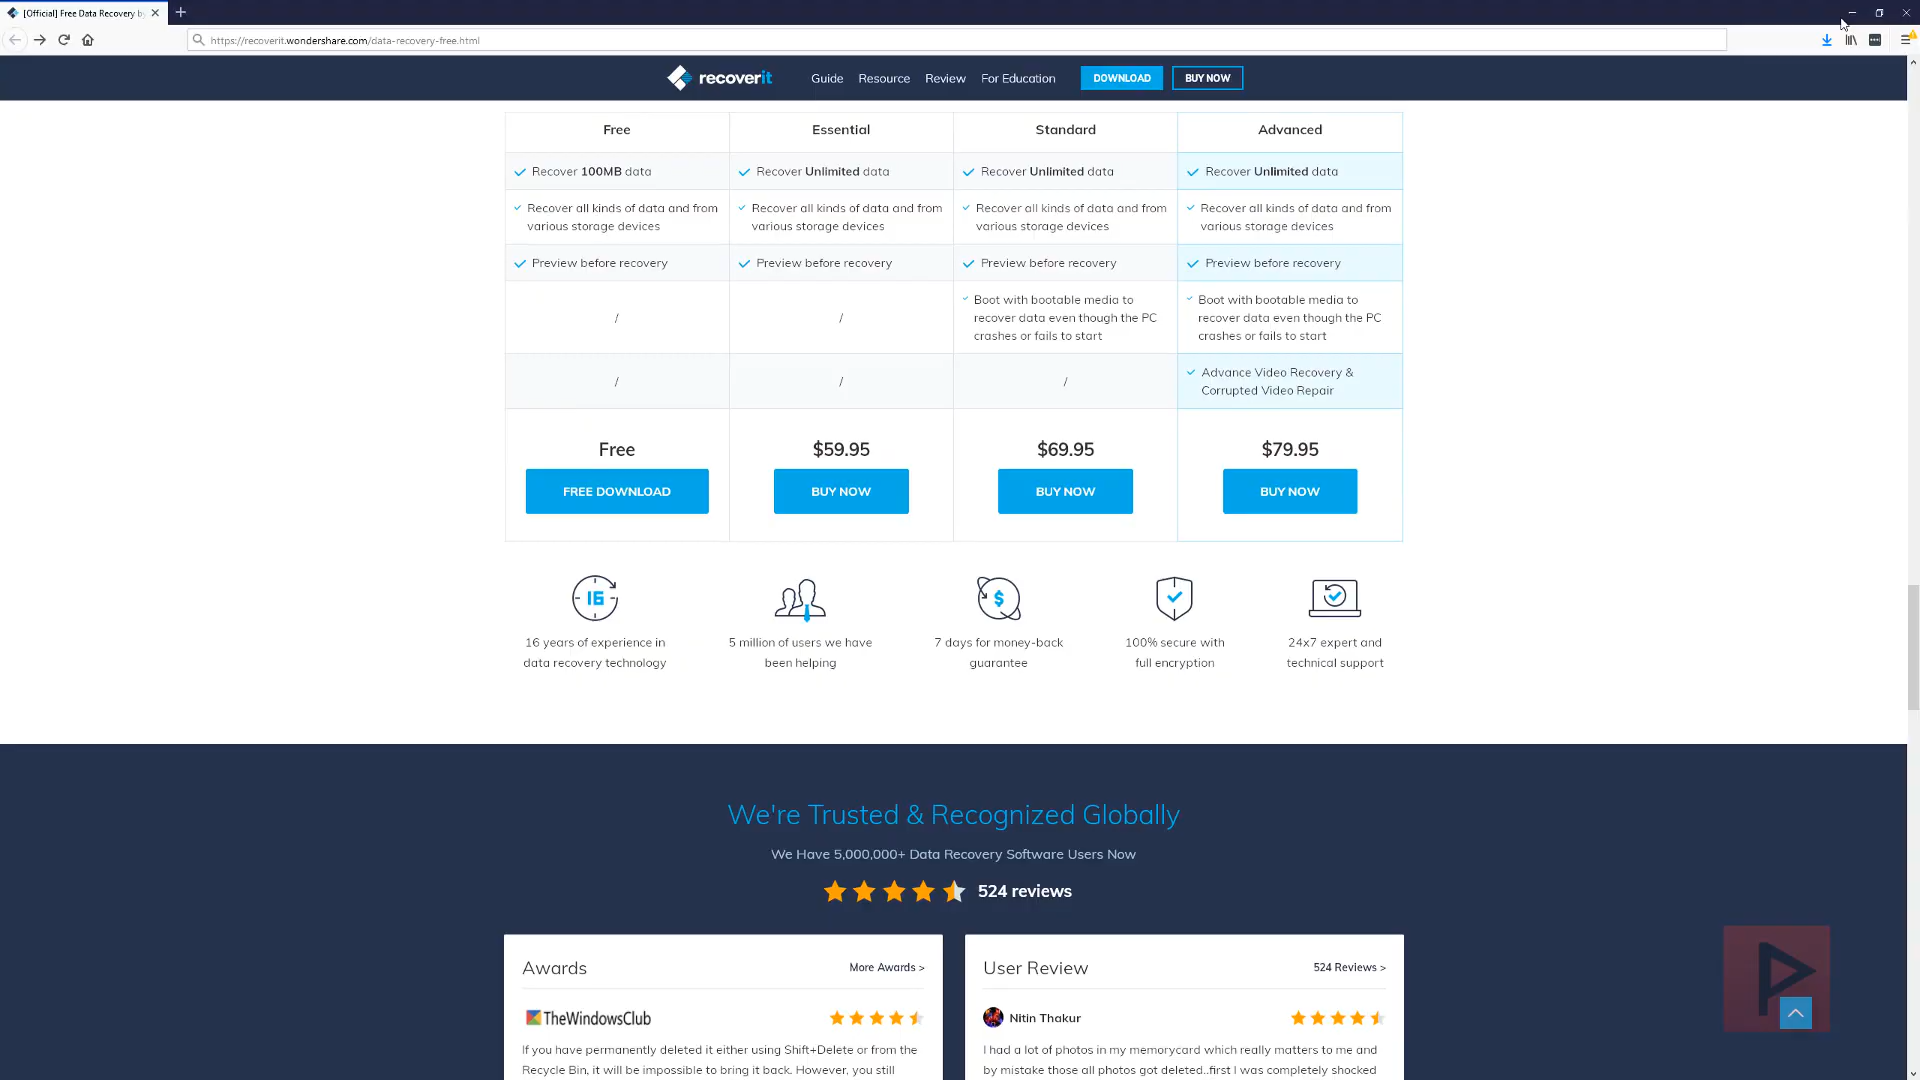 [Official] Free Data Recovery by
https://recoverit.wondershare.com/data-recovery-free.html
recoverit Guide Resource Review For Education DOWNLOAD BUY NOW
Free Essential Standard Advanced
Recover 100MB data Recover Unlimited data Recover Unlimited data Recover Unlimited data
Recover all kinds of data and from Recover all kinds of data and from Recover all kinds of data and from Recover all kinds of data and from
various storage devices various storage devices various storage devices various storage devices
Preview before recovery Preview before recovery Preview before recovery Preview before recovery
Boot with bootable media to Boot with bootable media to
/ / recover data even though the PC recover data even though the PC
crashes or fails to start crashes or fails to start
Advance Video Recovery &
/ / /
Corrupted Video Repair
Free $59.95 $69.95 $79.95
FREE DOWNLOAD BUY NOW BUY NOW BUY NOW
16 $
16 years of experience in 5 million of users we have 7 days for money-back 100% secure with 24x7 expert and
data recovery technology been helping guarantee full encryption technical support
We're Trusted & Recognized Globally
We Have 5,000,000+ Data Recovery Software Users Now
524 reviews
Awards More Awards >
TheWindowsClub
If you have permanently deleted it either using Shift+Delete or from the
Recycle Bin, it will be impossible to bring it back. However, you still
User Review 524 Reviews >
Nitin Thakur
I had a lot of photos in my memorycard which really matters to me and
by mistake those all photos got deleted..first I was completely shocked